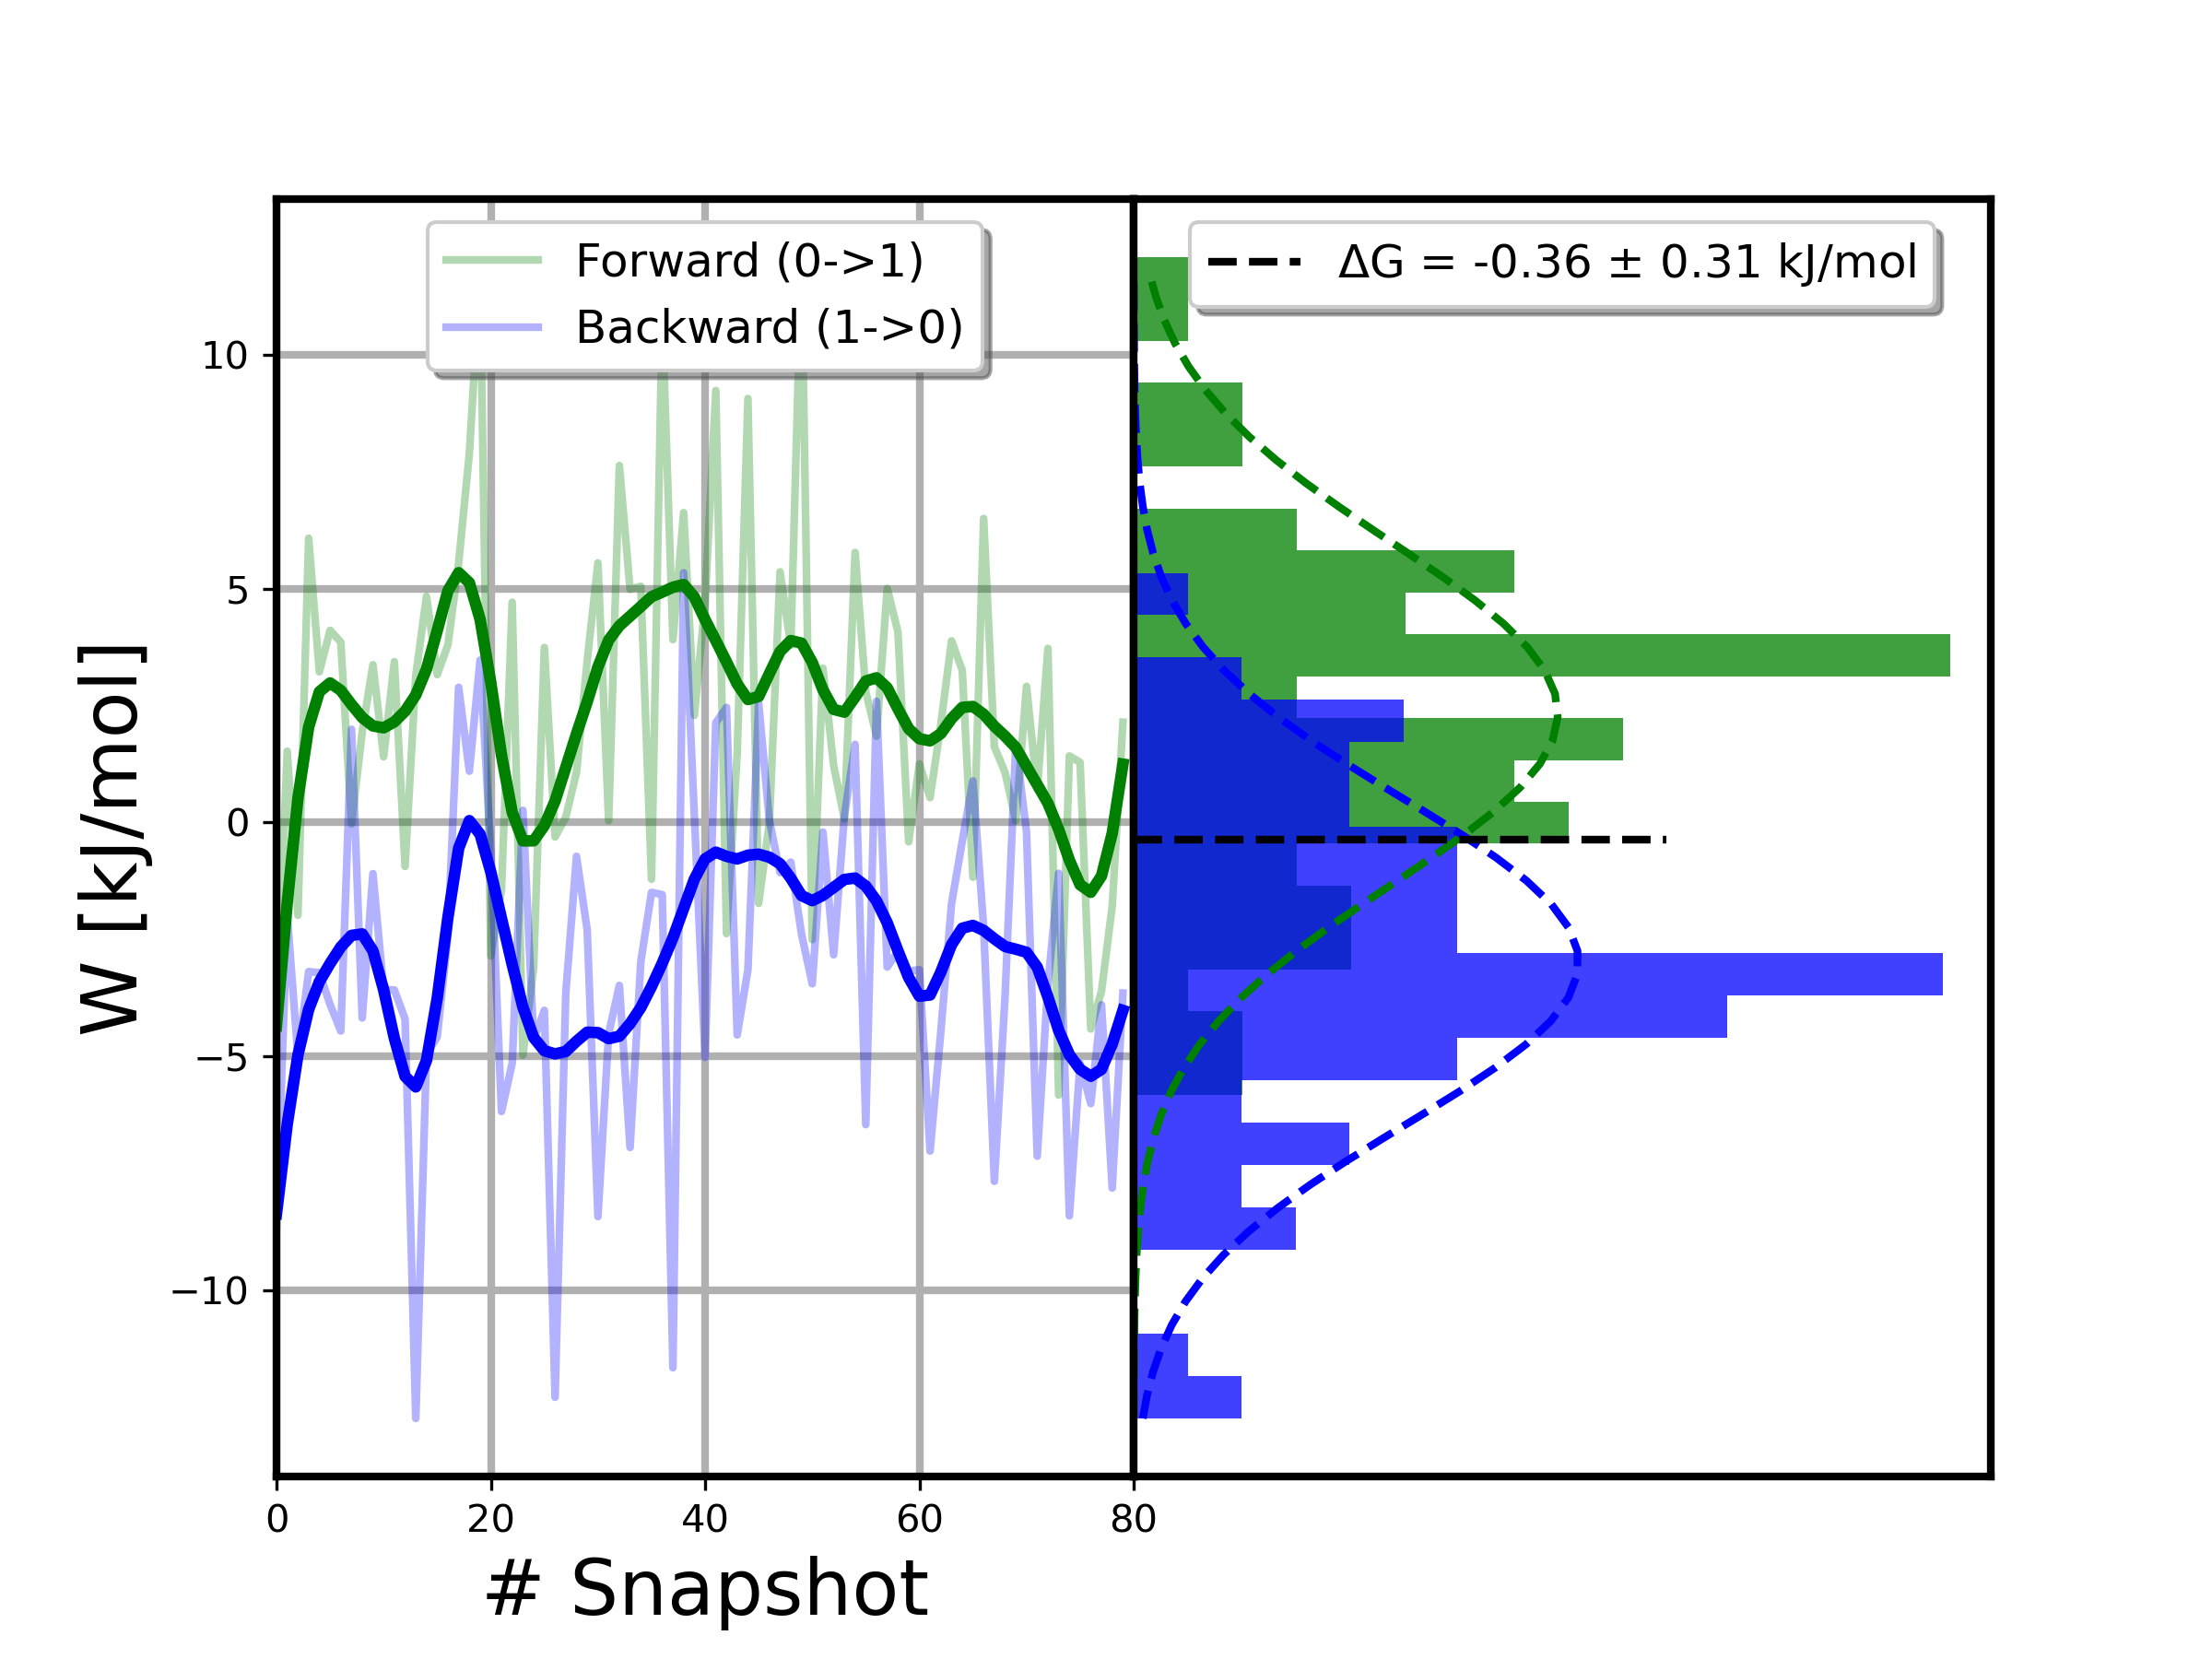 Forward (0->1)
Backward (1->0)
ΔG = -0.36 ± 0.31 kJ/mol
10
5
0
−5
−10
W [kJ/mol]
0 20 40 60 80
# Snapshot